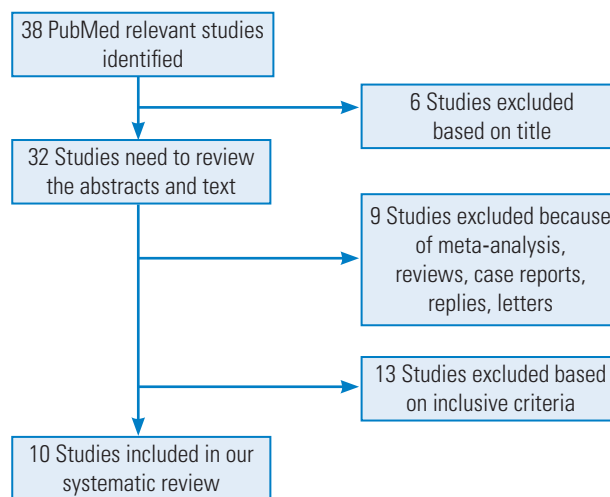 38 PubMed relevant studies
identified
6 Studies excluded
based on title
32 Studies need to review
the abstracts and text
9 Studies excluded because
of meta-analysis,
reviews, case reports,
replies, letters
13 Studies excluded based
on inclusive criteria
10 Studies included in our
systematic review